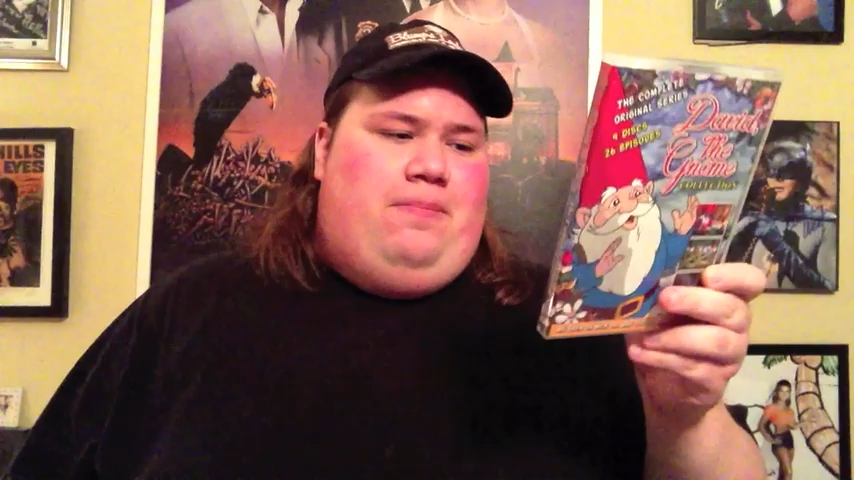 HILLS
EYES
THE COMPLETE
ORIGINAL SERIES
4 DISCS
26 EPISODES
David,
The
Gnome
COLLECTION